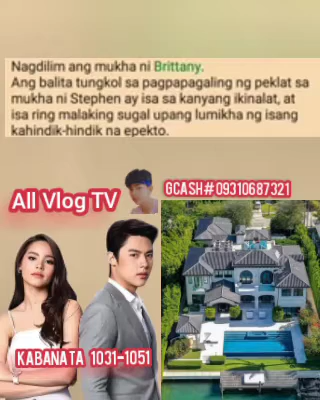 Nagdilim ang mukha ni Brittany.
Ang balita tungkol sa pagpapagaling ng peklat sa
mukha ni Stephen ay isa sa kanyang ikinalat, at
isa ring malaking sugal upang lumikha ng isang
kahindik-hindik na epekto.
GCASH#09310687321
All Vlog TV
KABANATA 1031-1051